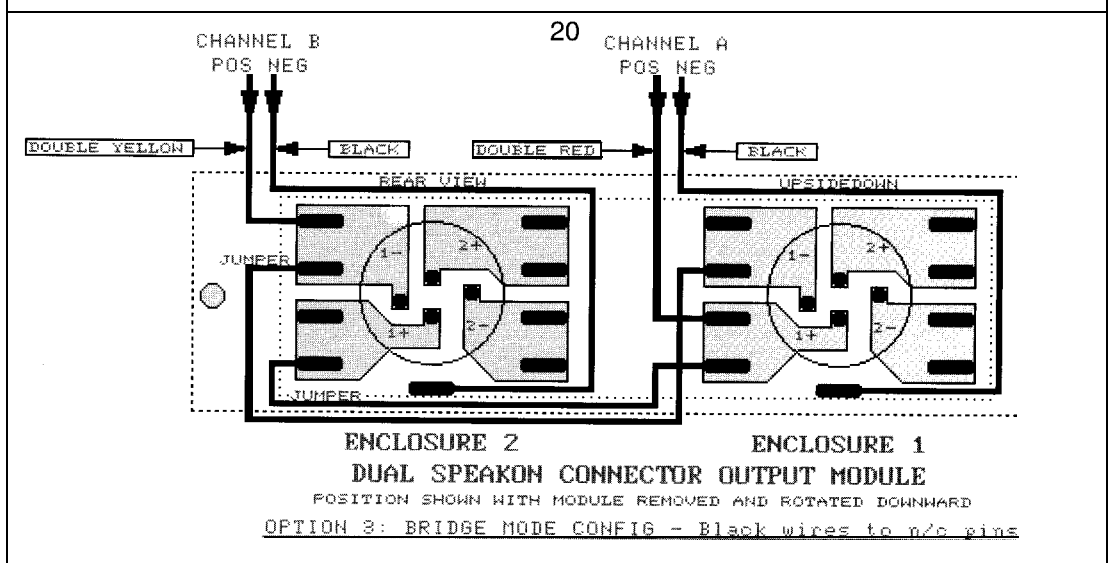 20
CHANNEL B
POS NEG
CHANNEL A
POS NEG
DOUBLE YELLOW
BLACK
DOUBLE RED
BLACK
REAR VIEW
UPSIDEDOWN
1-
2+
1-
2+
JUMPER
1+
2-
1+
2-
JUMPER
ENCLOSURE 2
ENCLOSURE 1
DUAL SPEAKON CONNECTOR OUTPUT MODULE
POSITION SHOWN WITH MODULE REMOVED AND ROTATED DOWNWARD
OPTION 3: BRIDGE MODE CONFIG - Black wires to n/c pins